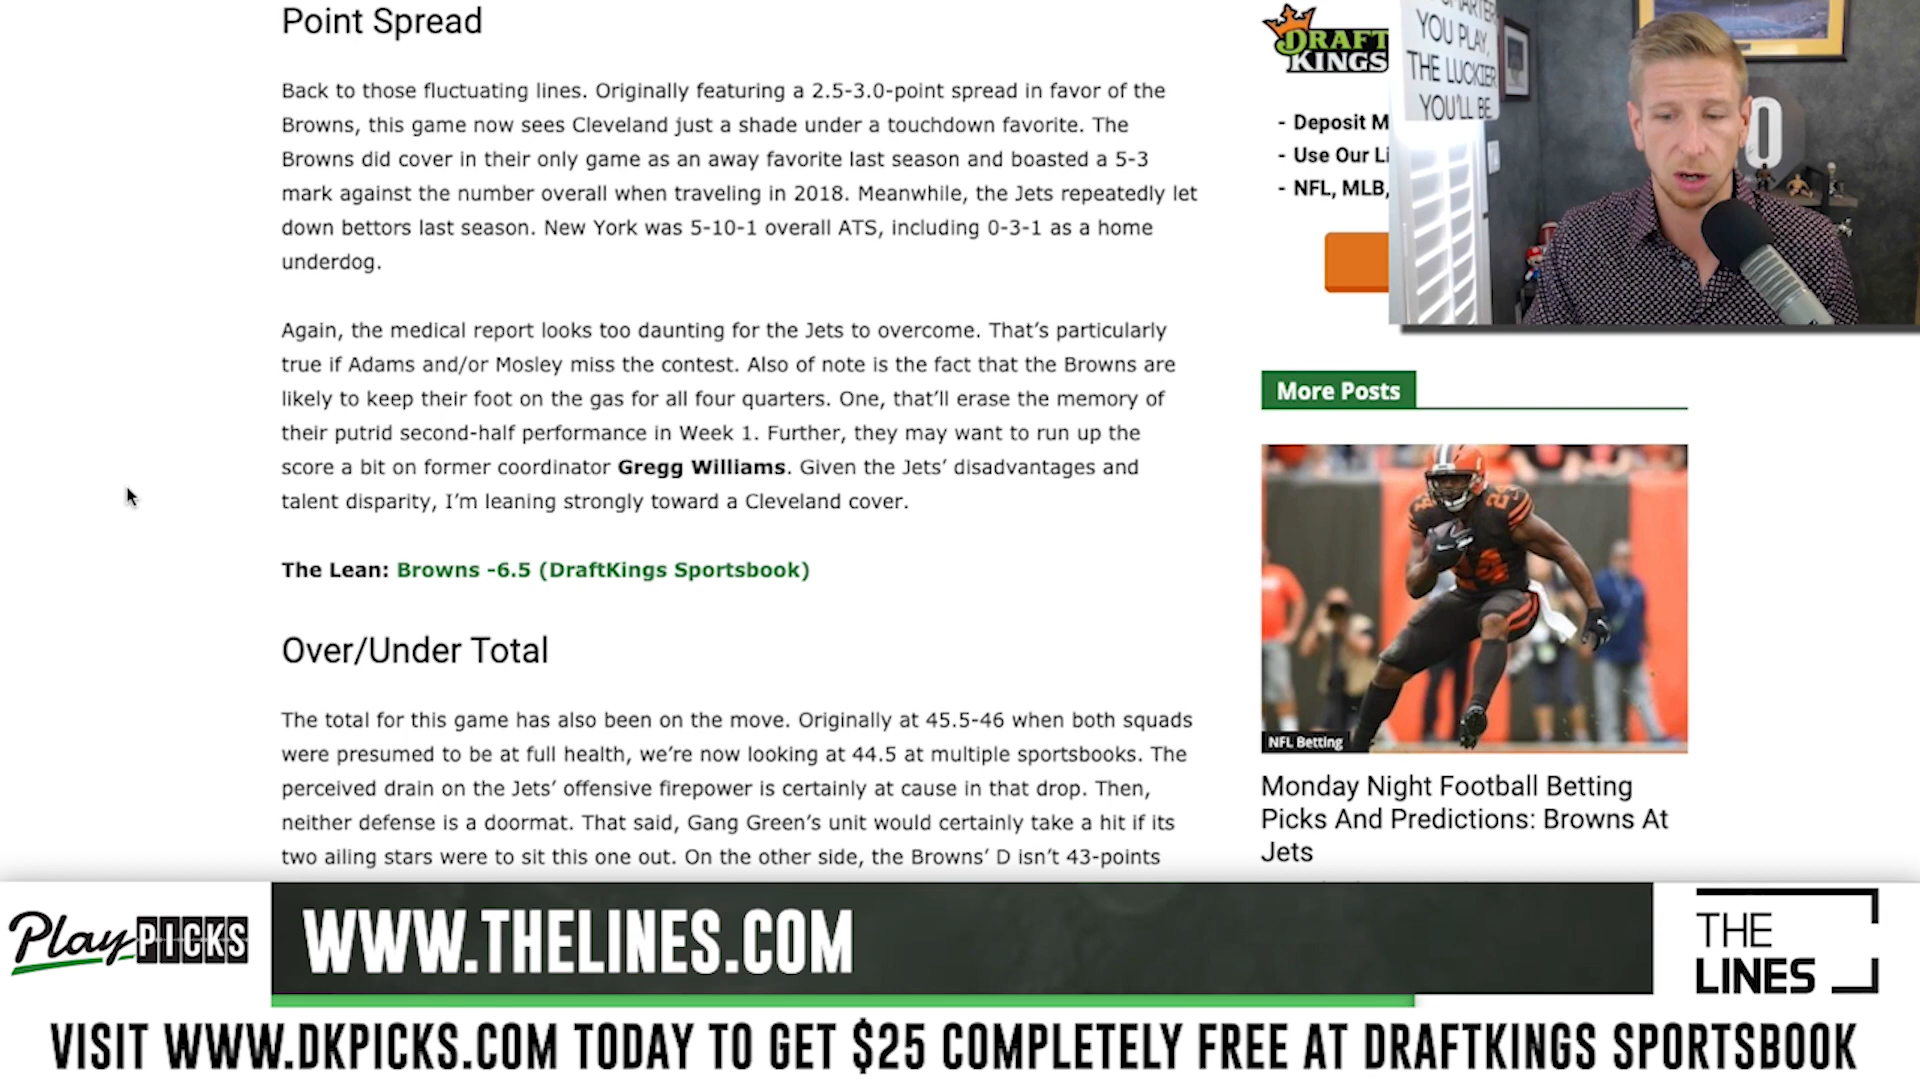 Point Spread
Back to those fluctuating lines. Originally featuring a 2.5-3.0-point spread in favor of the
Browns, this game now sees Cleveland just a shade under a touchdown favorite. The
Browns did cover in their only game as an away favorite last season and boasted a 5-3
mark against the number overall when traveling in 2018. Meanwhile, the Jets repeatedly let
down bettors last season. New York was 5-10-1 overall ATS, including 0-3-1 as a home
underdog.
Again, the medical report looks too daunting for the Jets to overcome. That’s particularly
true if Adams and/or Mosley miss the contest. Also of note is the fact that the Browns are
likely to keep their foot on the gas for all four quarters. One, that’ll erase the memory of
their putrid second-half performance in Week 1. Further, they may want to run up the
score a bit on former coordinator Gregg Williams. Given the Jets’ disadvantages and
talent disparity, I’m leaning strongly toward a Cleveland cover.
The Lean: Browns -6.5 (DraftKings Sportsbook)
Over/Under Total
The total for this game has also been on the move. Originally at 45.5-46 when both squads
were presumed to be at full health, we’re now looking at 44.5 at multiple sportsbooks. The
perceived drain on the Jets’ offensive firepower is certainly at cause in that drop. Then,
neither defense is a doormat. That said, Gang Green’s unit would certainly take a hit if its
two ailing stars were to sit this one out. On the other side, the Browns’ D isn’t 43-points
DRAFT
KINGS
- Deposit M
- Use Our Li
- NFL, MLB,
YOU PLAY,
THE LUCKIER
YOU'LL BE
0
More Posts
24
NFL Betting
Monday Night Football Betting
Picks And Predictions: Browns At
Jets
Play PICKS
WWW.THELINES.COM
THE
LINES
VISIT WWW.DKPICKS.COM TODAY TO GET $25 COMPLETELY FREE AT DRAFTKINGS SPORTSBOOK